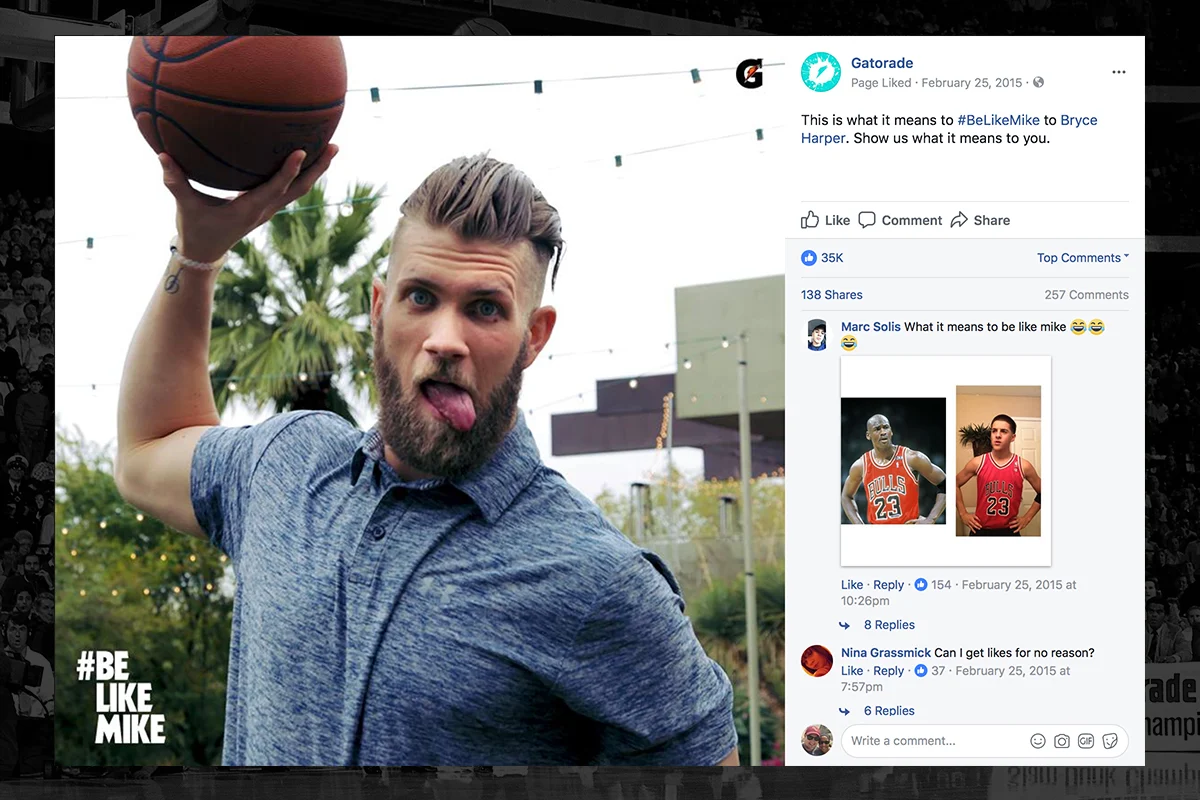 Gatorade
Page Liked · February 25, 2015 ·
This is what it means to #BeLikeMike to Bryce
Harper. Show us what it means to you.
Like Comment Share
35K Top Comments
138 Shares 257 Comments
Marc Solis What it means to be like mike 😂😂
😂
BULLS
23
BULLS
23
Like · Reply · 154 · February 25, 2015 at
10:26pm
8 Replies
Nina Grassmick Can I get likes for no reason?
Like · Reply · 37 · February 25, 2015 at
7:57pm
6 Replies
Write a comment...
GIF
G
#BE
LIKE
MIKE